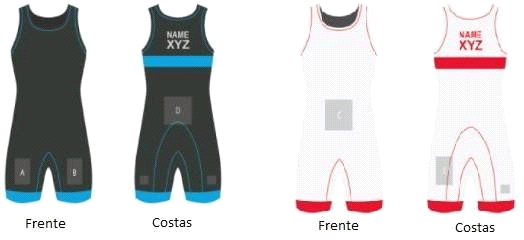 NAME
XYZ
NAME
XYZ
D
C
A
B
Frente
Costas
Frente
Costas